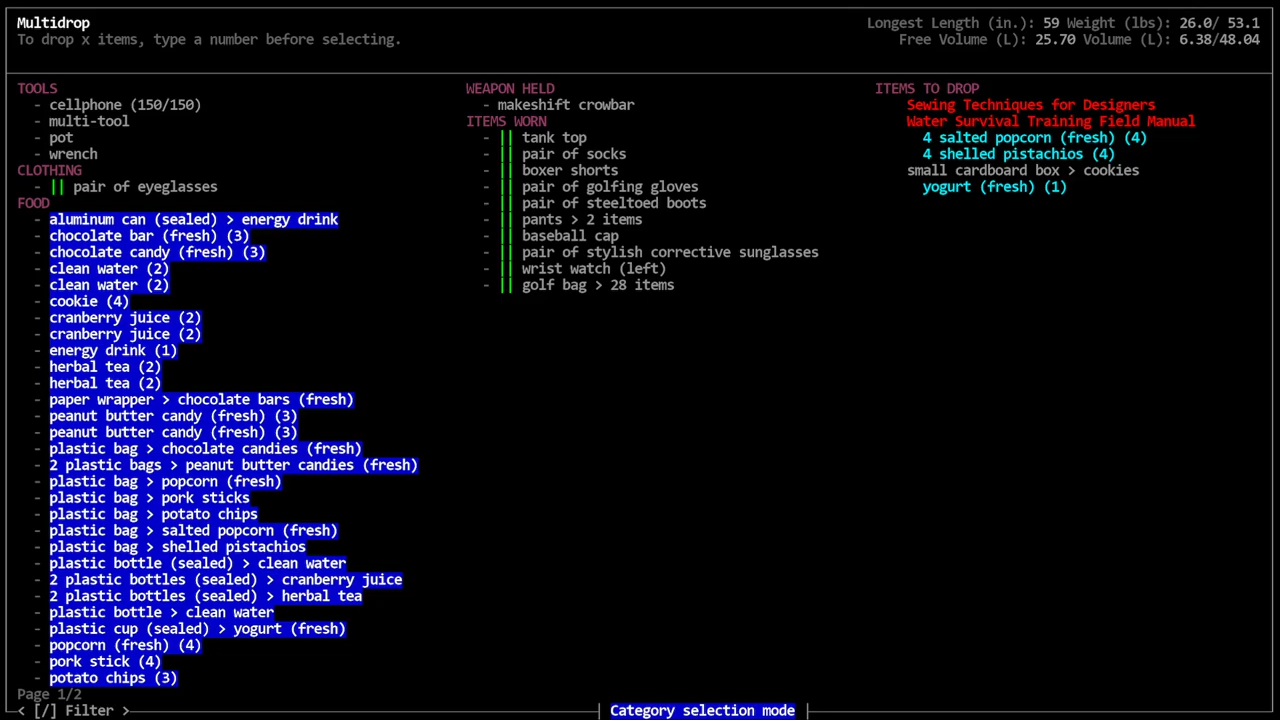 Multidrop
To drop x items, type a number before selecting.
Longest Length (in.): 59 Weight (lbs): 26.0/ 53.1
Free Volume (L): 25.70 Volume (L): 6.38/48.04
TOOLS
- cellphone (150/150)
- multi-tool
- pot
- wrench
CLOTHING
- || pair of eyeglasses
FOOD
- aluminum can (sealed) > energy drink
- chocolate bar (fresh) (3)
- chocolate candy (fresh) (3)
- clean water (2)
- clean water (2)
- cookie (4)
- cranberry juice (2)
- cranberry juice (2)
- energy drink (1)
- herbal tea (2)
- herbal tea (2)
- paper wrapper > chocolate bars (fresh)
- peanut butter candy (fresh) (3)
- peanut butter candy (fresh) (3)
- plastic bag > chocolate candies (fresh)
- 2 plastic bags > peanut butter candies (fresh)
- plastic bag > popcorn (fresh)
- plastic bag > pork sticks
- plastic bag > potato chips
- plastic bag > salted popcorn (fresh)
- plastic bag > shelled pistachios
- plastic bottle (sealed) > clean water
- 2 plastic bottles (sealed) > cranberry juice
- 2 plastic bottles (sealed) > herbal tea
- plastic bottle > clean water
- plastic cup (sealed) > yogurt (fresh)
- popcorn (fresh) (4)
- pork stick (4)
- potato chips (3)
WEAPON HELD
- makeshift crowbar
ITEMS WORN
- || tank top
- || pair of socks
- || boxer shorts
- || pair of golfing gloves
- || pair of steeltoed boots
- || pants > 2 items
- || baseball cap
- || pair of stylish corrective sunglasses
- || wrist watch (left)
- || golf bag > 28 items
ITEMS TO DROP
Sewing Techniques for Designers
Water Survival Training Field Manual
4 salted popcorn (fresh) (4)
4 shelled pistachios (4)
small cardboard box > cookies
yogurt (fresh) (1)
Page 1/2
< [/] Filter >
Category selection mode